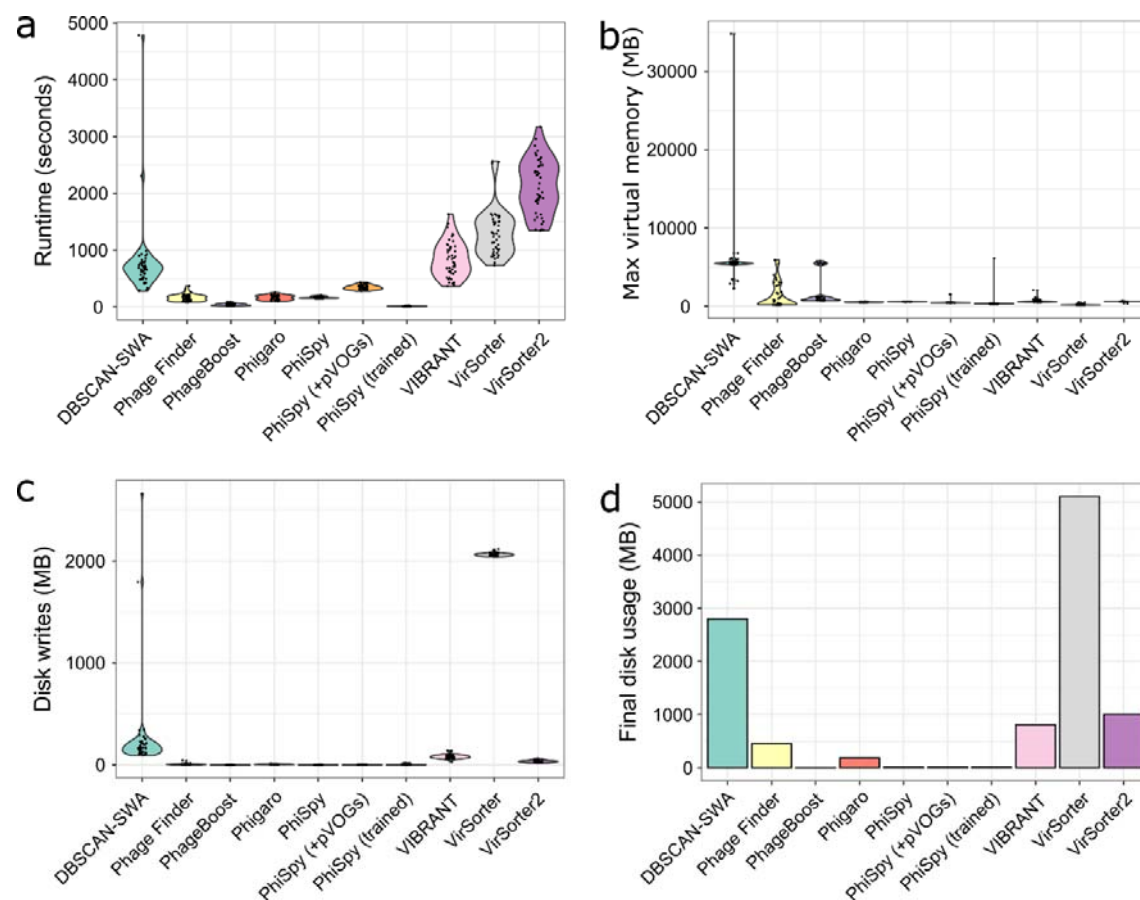 a
Runtime (seconds)
5000
4000
3000
2000
1000
0
DBSCAN-SWA
Phage Finder
PhageBoost
Phigaro
PhiSpy
PhiSpy (+pVOGs)
PhiSpy (trained)
VIBRANT
VirSorter
VirSorter2
b
Max virtual memory (MB)
30000
20000
10000
0
DBSCAN-SWA
Phage Finder
PhageBoost
Phigaro
PhiSpy
PhiSpy (+pVOGs)
PhiSpy (trained)
VIBRANT
VirSorter
VirSorter2
c
Disk writes (MB)
2000
1000
0
DBSCAN-SWA
Phage Finder
PhageBoost
Phigaro
PhiSpy
PhiSpy (+pVOGs)
PhiSpy (trained)
VIBRANT
VirSorter
VirSorter2
d
Final disk usage (MB)
5000
4000
3000
2000
1000
0
DBSCAN-SWA
Phage Finder
PhageBoost
Phigaro
PhiSpy
PhiSpy (+pVOGs)
PhiSpy (trained)
VIBRANT
VirSorter
VirSorter2